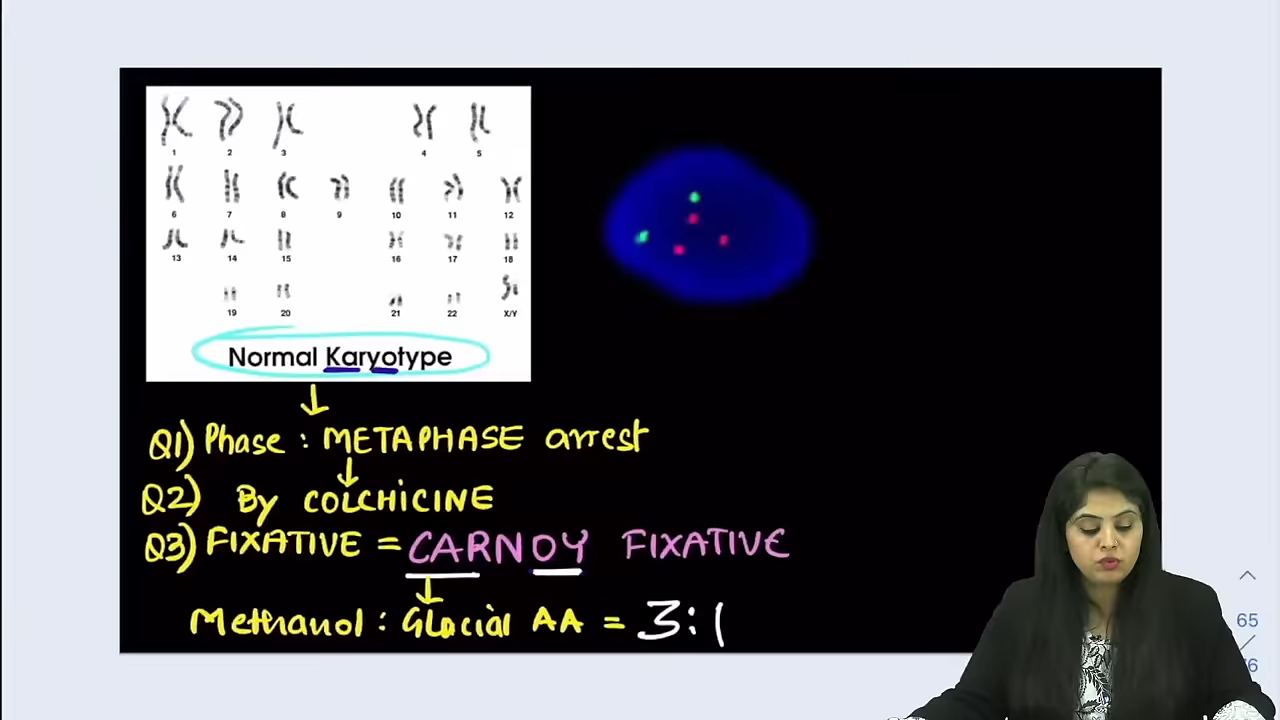 1 2 3 4 5
6 7 8 9 10 11 12
13 14 15 16 17 18
19 20 21 22 X/Y
Normal Karyotype
Q1) Phase : METAPHASE arrest
Q2) By COLCHICINE
Q3) FIXATIVE = CARNOY FIXATIVE
Methanol : Glacial AA = 3:1
65